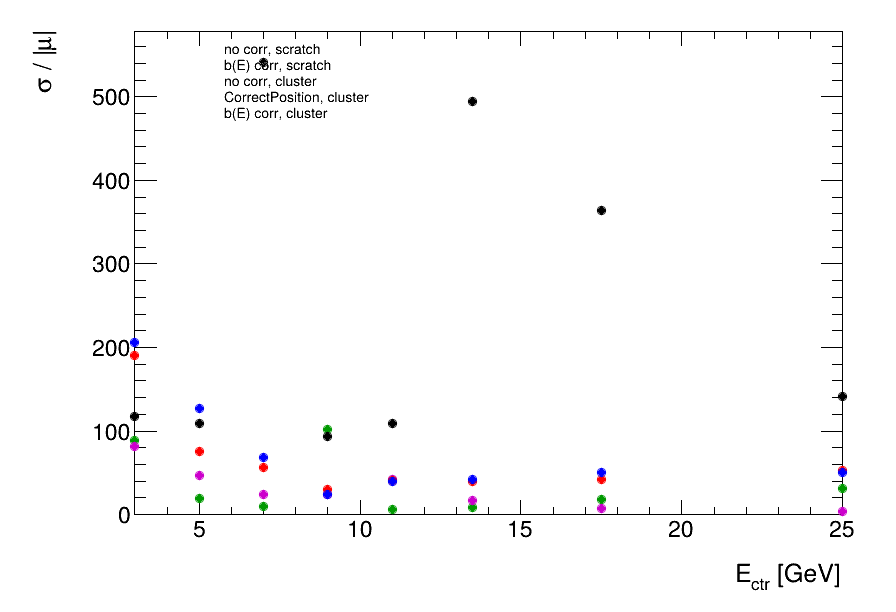 σ / |μ|
no corr, scratch
b(E) corr, scratch
no corr, cluster
CorrectPosition, cluster
b(E) corr, cluster
500
400
300
200
100
0
5 10 15 20 25
E_ctr [GeV]